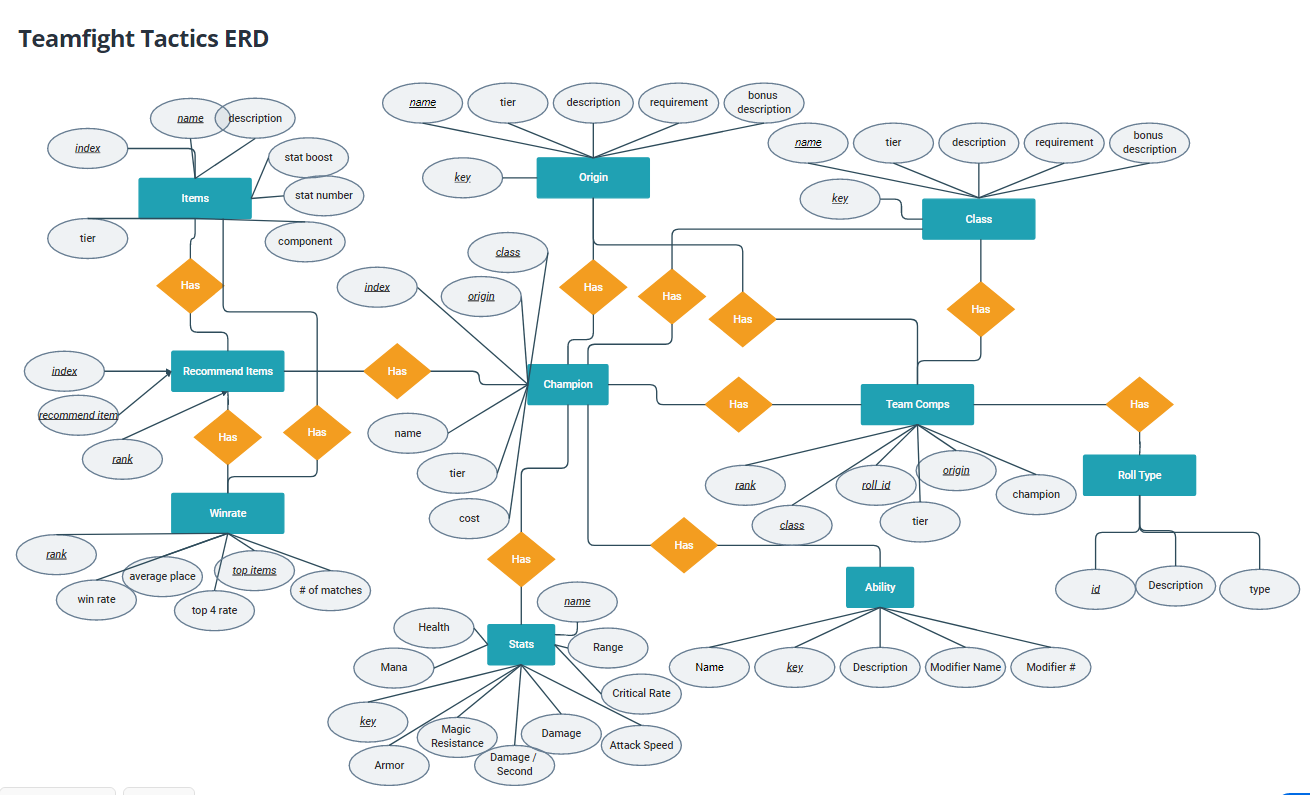 Teamfight Tactics ERD
name
tier
description
requirement
bonus
description
name
description
index
stat boost
stat number
Items
tier
component
key
Origin
name
tier
description
requirement
bonus
description
key
Class
class
index
origin
Has
Has
Has
Has
Has
Has
index
Recommend Items
Has
Champion
recommend item
rank
Has
Has
name
tier
cost
Has
Team Comps
Has
Roll Type
rank
class
roll_id
origin
tier
champion
Winrate
rank
win rate
average place
top 4 rate
top items
# of matches
Has
Has
id
Description
type
Ability
name
Health
Stats
Range
Mana
Critical Rate
key
Armor
Magic
Resistance
Damage /
Second
Damage
Attack Speed
Name
key
Description
Modifier Name
Modifier #